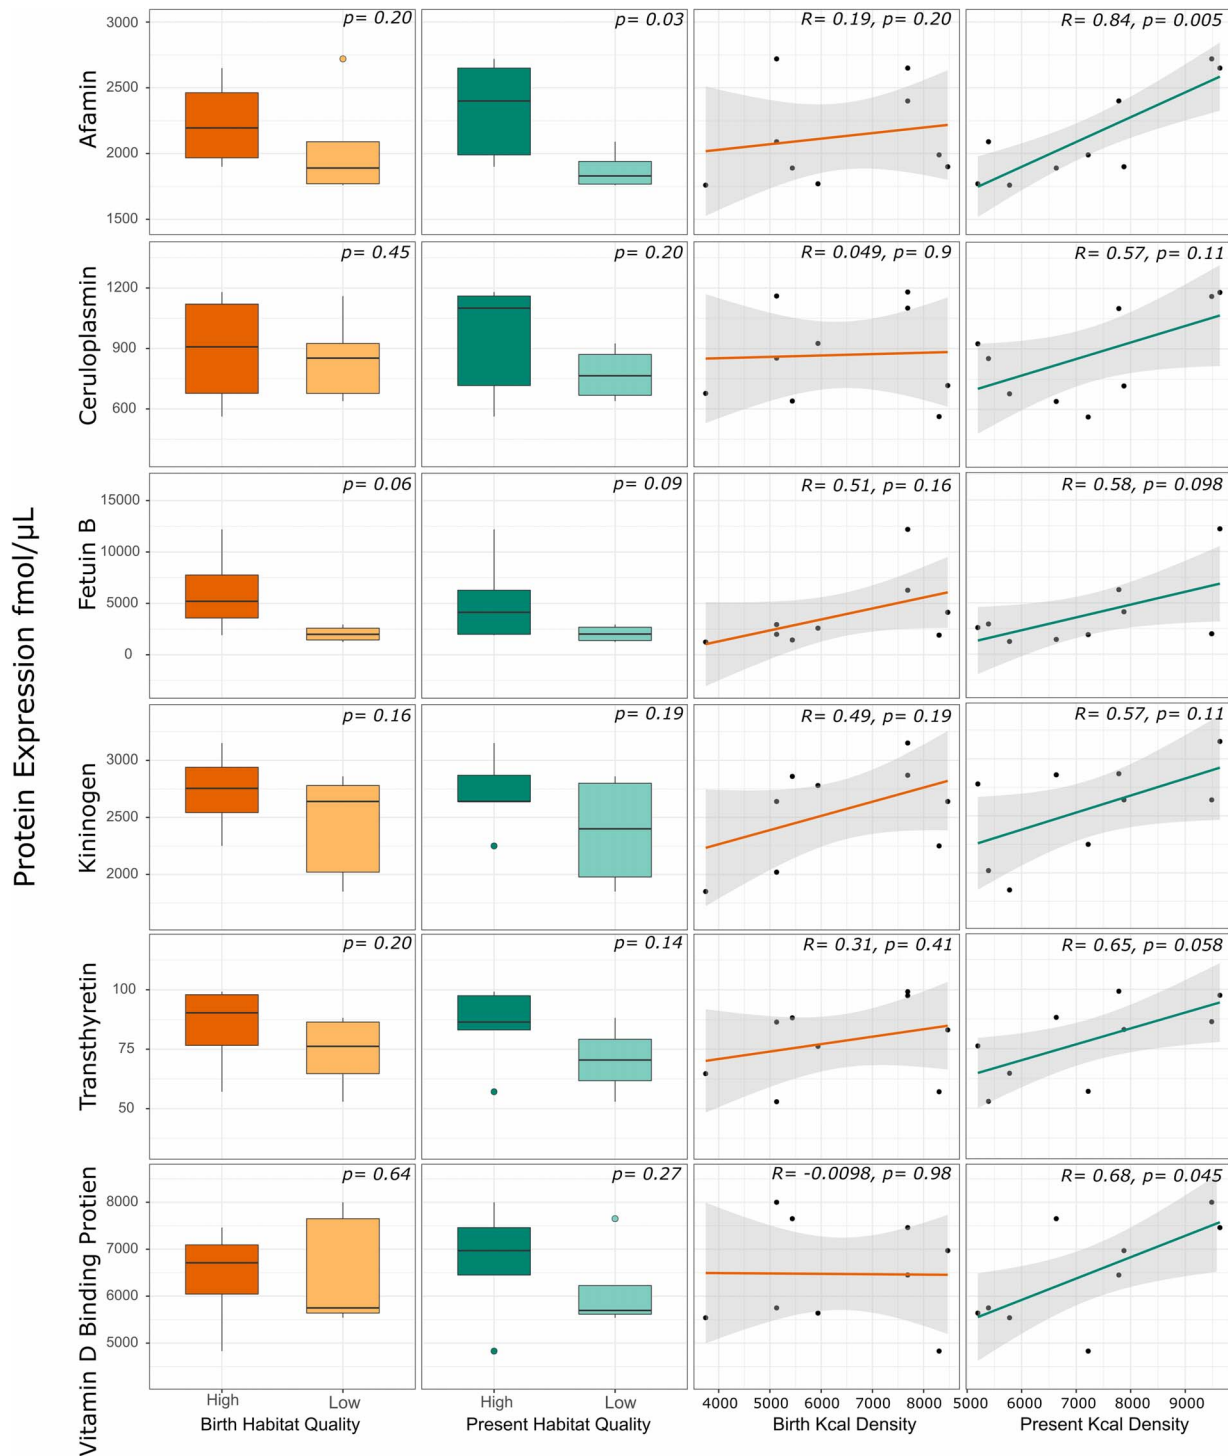 Protein Expression fmol/µL
Afamin
3000
2500
2000
1500
p= 0.20
p= 0.03
R= 0.19, p= 0.20
R= 0.84, p= 0.005
Ceruloplasmin
1200
900
600
p= 0.45
p= 0.20
R= 0.049, p= 0.9
R= 0.57, p= 0.11
Fetuin B
15000
10000
5000
0
p= 0.06
p= 0.09
R= 0.51, p= 0.16
R= 0.58, p= 0.098
Kininogen
3000
2500
2000
p= 0.16
p= 0.19
R= 0.49, p= 0.19
R= 0.57, p= 0.11
Transthyretin
100
75
50
p= 0.20
p= 0.14
R= 0.31, p= 0.41
R= 0.65, p= 0.058
Vitamin D Binding Protien
8000
7000
6000
5000
p= 0.64
p= 0.27
R= -0.0098, p= 0.98
R= 0.68, p= 0.045
High Low
High Low
4000 5000 6000 7000 8000
5000 6000 7000 8000 9000
Birth Habitat Quality
Present Habitat Quality
Birth Kcal Density
Present Kcal Density